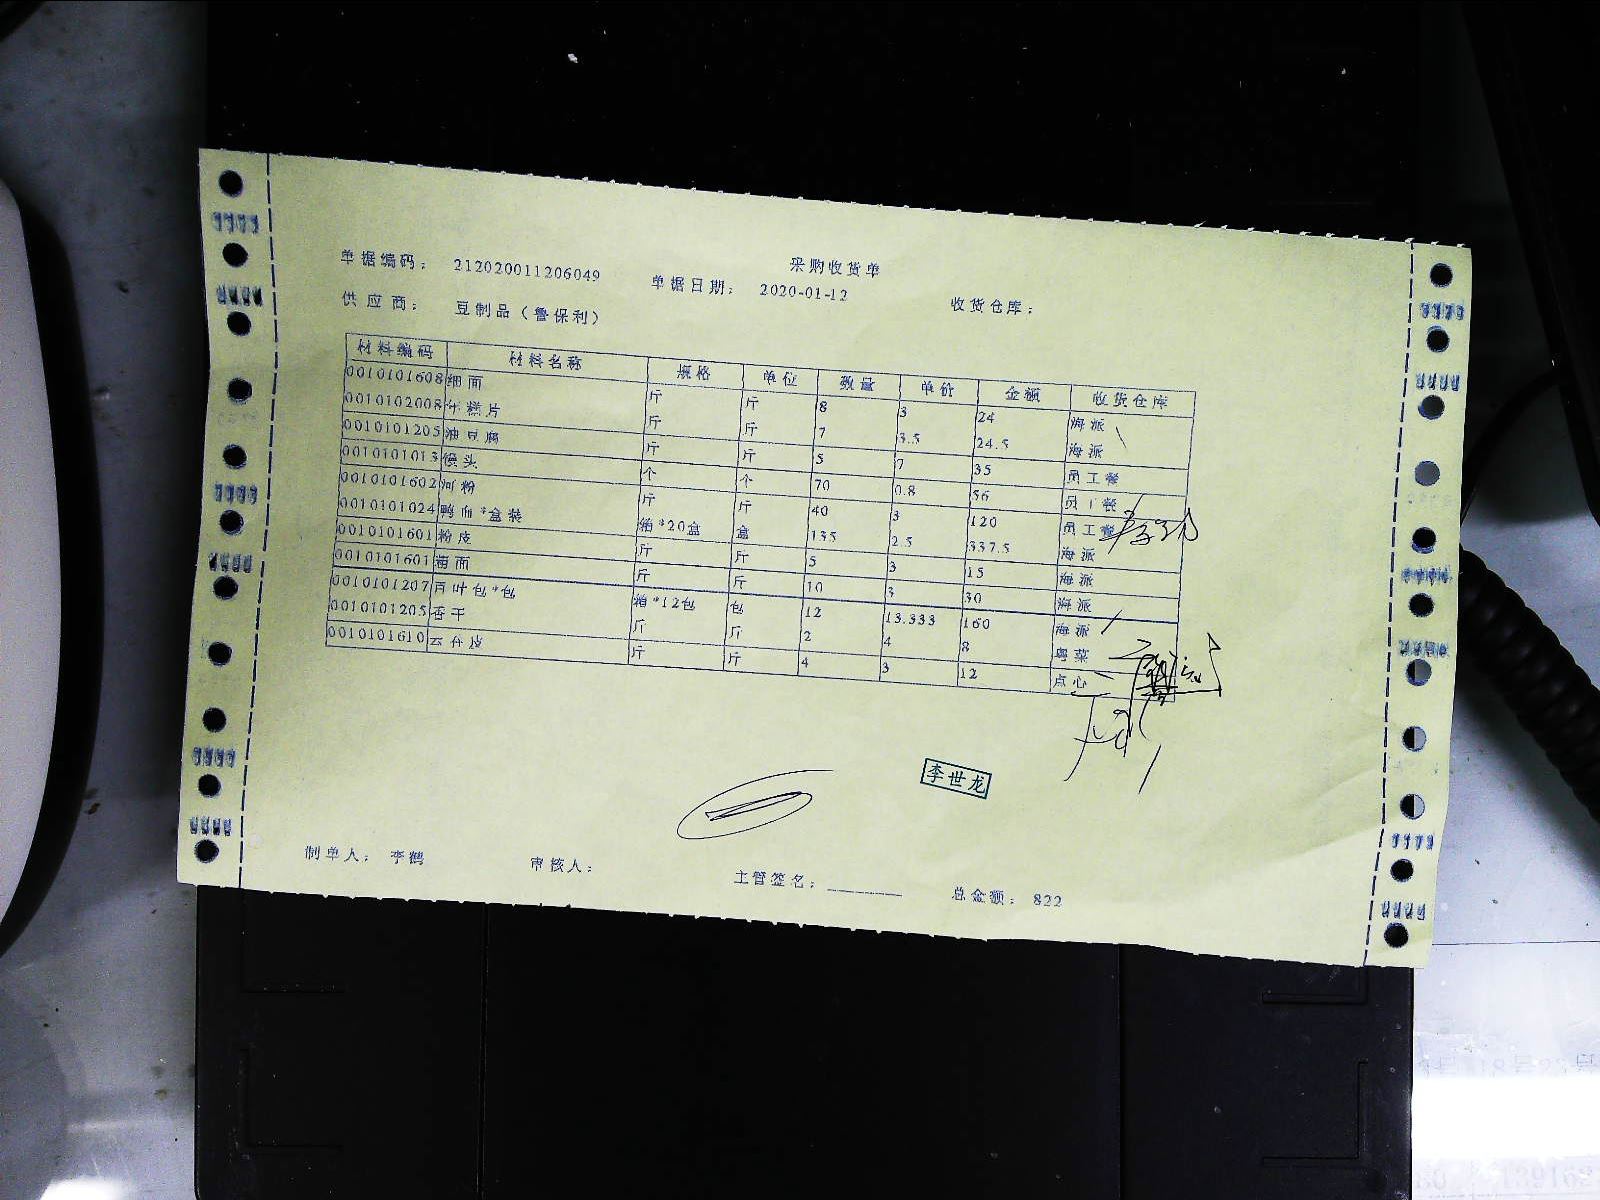 采购收货单
单据编码： 212020011206049 单据日期： 2020-01-12 收货仓库：
供应商： 豆制品（鲁保利）
材料编码 材料名称 规格 单位 数量 单价 金额 收货仓库
0010101608 细面 斤 斤 8 3 24 海派
0010102008 年糕片 斤 斤 7 3.5 24.5 海派
0010101205 油豆腐 斤 斤 5 7 35 员工餐
0010101013 馒头 个 个 70 0.8 56 员工餐
0010101602 河粉 斤 斤 40 3 120 员工餐
0010101024 鸭血*盒装 箱*20盒 盒 135 2.5 337.5 海派
0010101601 粉皮 斤 斤 5 3 15 海派
0010101601 粗面 斤 斤 10 3 30 海派
0010101207 百叶包*包 箱*12包 包 12 13.333 160 海派
0010101205 香干 斤 斤 2 4 8 粤菜
0010101610 云吞皮 斤 斤 4 3 12 点心
李世龙
制单人： 李鹤 审核人： 主管签名： 总金额： 822